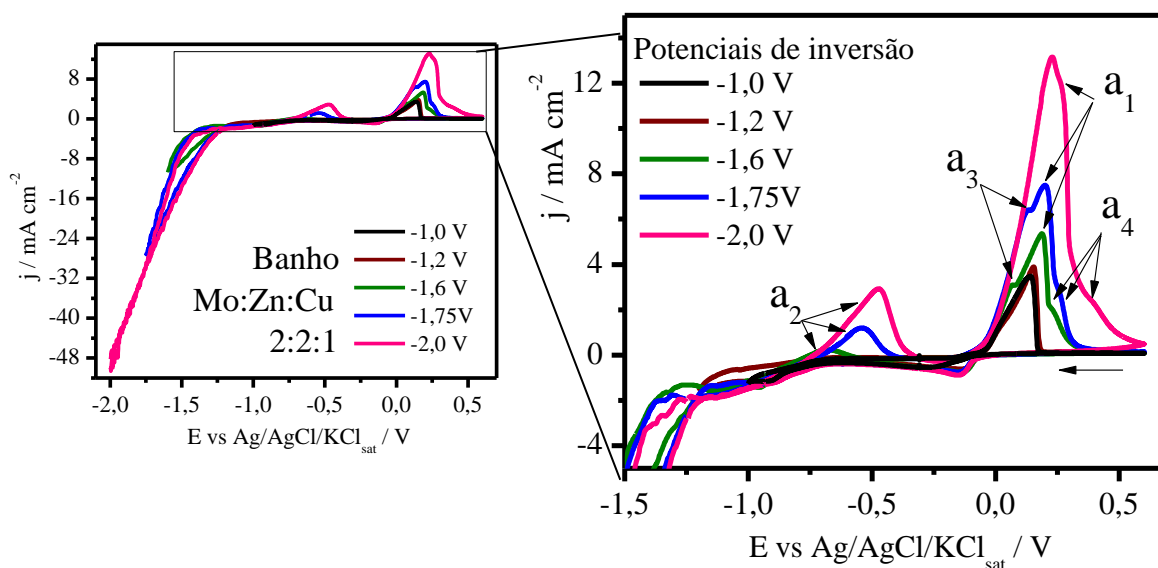 j / mA cm-2
8
0
-8
-16
-24
-32
-40
-48
-2,0 -1,5 -1,0 -0,5 0,0 0,5
E vs Ag/AgCl/KClsat / V
Banho
Mo:Zn:Cu
2:2:1
-1,0 V
-1,2 V
-1,6 V
-1,75V
-2,0 V
Potenciais de inversão
-1,0 V
-1,2 V
-1,6 V
-1,75V
-2,0 V
a1
a3
a4
a2
j / mA cm-2
12
8
4
0
-4
-1,5 -1,0 -0,5 0,0 0,5
E vs Ag/AgCl/KClsat / V